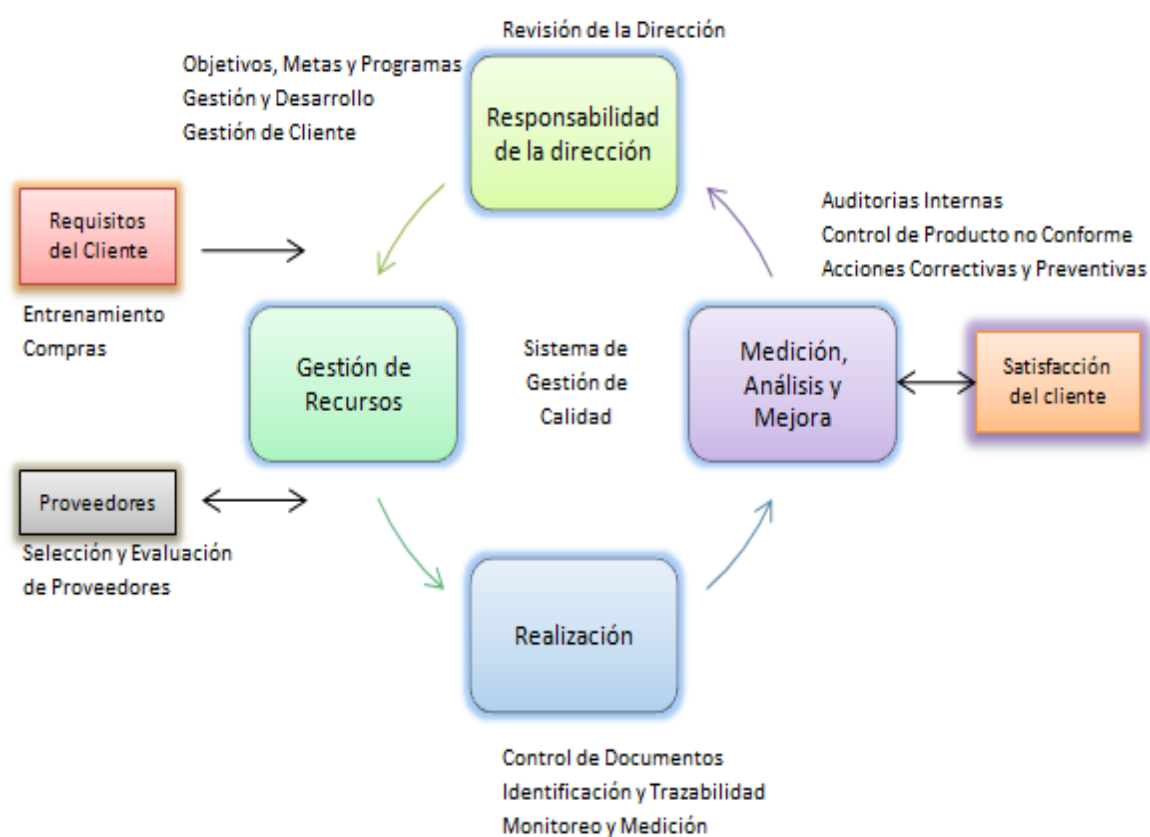 Revisión de la Dirección
Objetivos, Metas y Programas
Gestión y Desarrollo
Gestión de Cliente
Responsabilidad
de la dirección
Requisitos
del Cliente
Entrenamiento
Compras
Auditorias Internas
Control de Producto no Conforme
Acciones Correctivas y Preventivas
Gestión de
Recursos
Sistema de
Gestión de
Calidad
Medición,
Análisis y
Mejora
Satisfacción
del cliente
Proveedores
Selección y Evaluación
de Proveedores
Realización
Control de Documentos
Identificación y Trazabilidad
Monitoreo y Medición